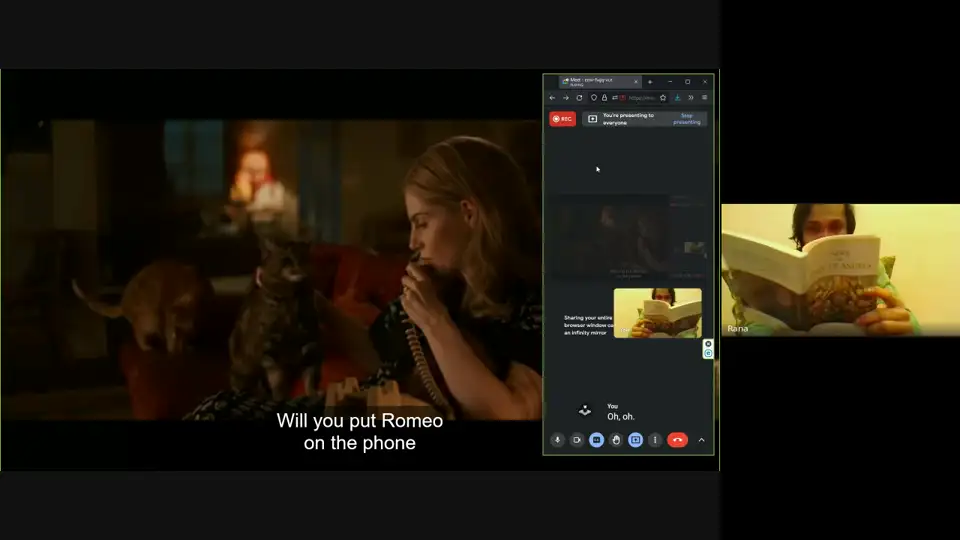 Will you put Romeo
on the phone
REC
You're presenting to
everyone
Stop
presenting
Sharing your entire
browser window ca
an infinity mirror
You
Oh, oh.
Rana